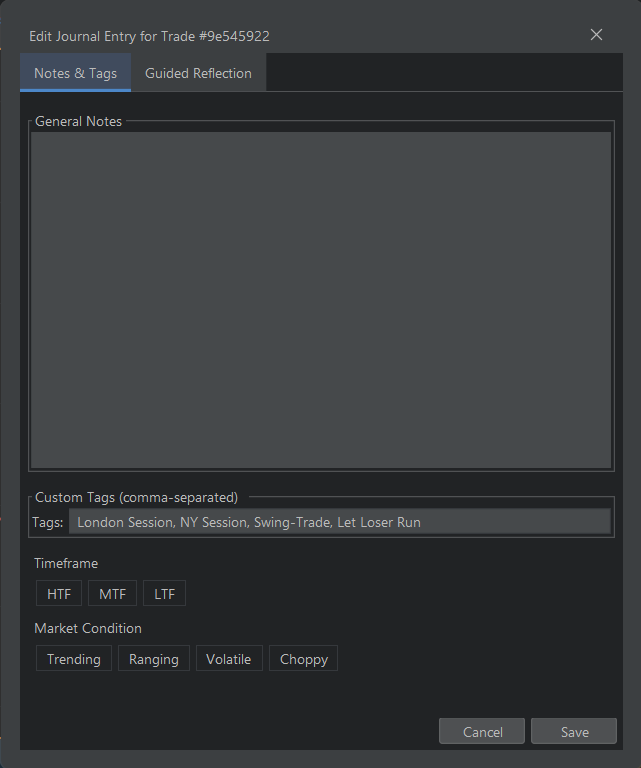 Edit Journal Entry for Trade #9e545922
Notes & Tags
Guided Reflection
General Notes
Custom Tags (comma-separated)
Tags: London Session, NY Session, Swing-Trade, Let Loser Run
Timeframe
HTF MTF LTF
Market Condition
Trending Ranging Volatile Choppy
Cancel Save